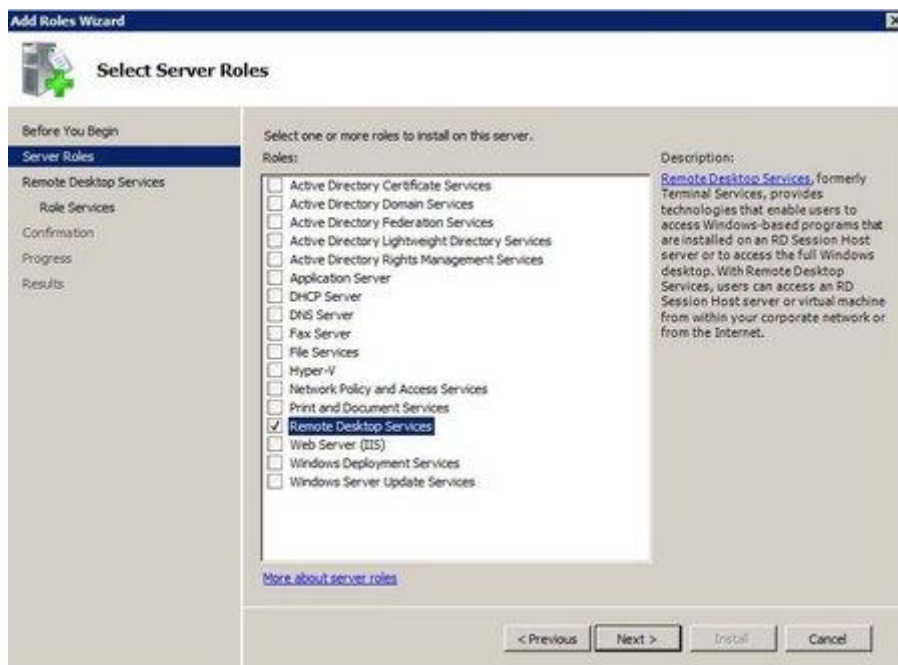 Add Roles Wizard
Select Server Roles
Before You Begin
Server Roles
Remote Desktop Services
Role Services
Confirmation
Progress
Results
Select one or more roles to install on this server.
Roles:
Active Directory Certificate Services
Active Directory Domain Services
Active Directory Federation Services
Active Directory Lightweight Directory Services
Active Directory Rights Management Services
Application Server
DHCP Server
DNS Server
Fax Server
File Services
Hyper-V
Network Policy and Access Services
Print and Document Services
Remote Desktop Services
Web Server (IIS)
Windows Deployment Services
Windows Server Update Services
More about server roles
Description:
Remote Desktop Services, formerly
Terminal Services, provides
technologies that enable users to
access Windows-based programs that
are installed on an RD Session Host
server or to access the full Windows
desktop. With Remote Desktop
Services, users can access an RD
Session Host server or virtual machine
from within your corporate network or
from the Internet.
< Previous
Next >
Install
Cancel